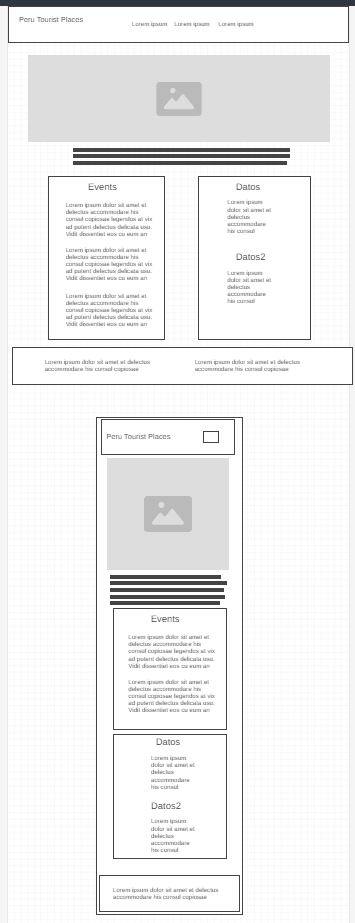 Peru Tourist Places
Lorem ipsum Lorem ipsum Lorem ipsum
Events
Lorem ipsum dolor sit amet et
delectus accommodare his
consul copiosae legendos at vix
ad putent delectus delicata usu.
Vidit dissentiet eos cu eum an
Lorem ipsum dolor sit amet et
delectus accommodare his
consul copiosae legendos at vix
ad putent delectus delicata usu.
Vidit dissentiet eos cu eum an
Lorem ipsum dolor sit amet et
delectus accommodare his
consul copiosae legendos at vix
ad putent delectus delicata usu.
Vidit dissentiet eos cu eum an
Datos
Lorem ipsum
dolor sit amet et
delectus
accommodare
his consul
Datos2
Lorem ipsum
dolor sit amet et
delectus
accommodare
his consul
Lorem ipsum dolor sit amet et delectus
accommodare his consul copiosae
Lorem ipsum dolor sit amet et delectus
accommodare his consul copiosae
Peru Tourist Places
Events
Lorem ipsum dolor sit amet et
delectus accommodare his
consul copiosae legendos at vix
ad putent delectus delicata usu.
Vidit dissentiet eos cu eum an
Lorem ipsum dolor sit amet et
delectus accommodare his
consul copiosae legendos at vix
ad putent delectus delicata usu.
Vidit dissentiet eos cu eum an
Datos
Lorem ipsum
dolor sit amet et
delectus
accommodare
his consul
Datos2
Lorem ipsum
dolor sit amet et
delectus
accommodare
his consul
Lorem ipsum dolor sit amet et delectus
accommodare his consul copiosae